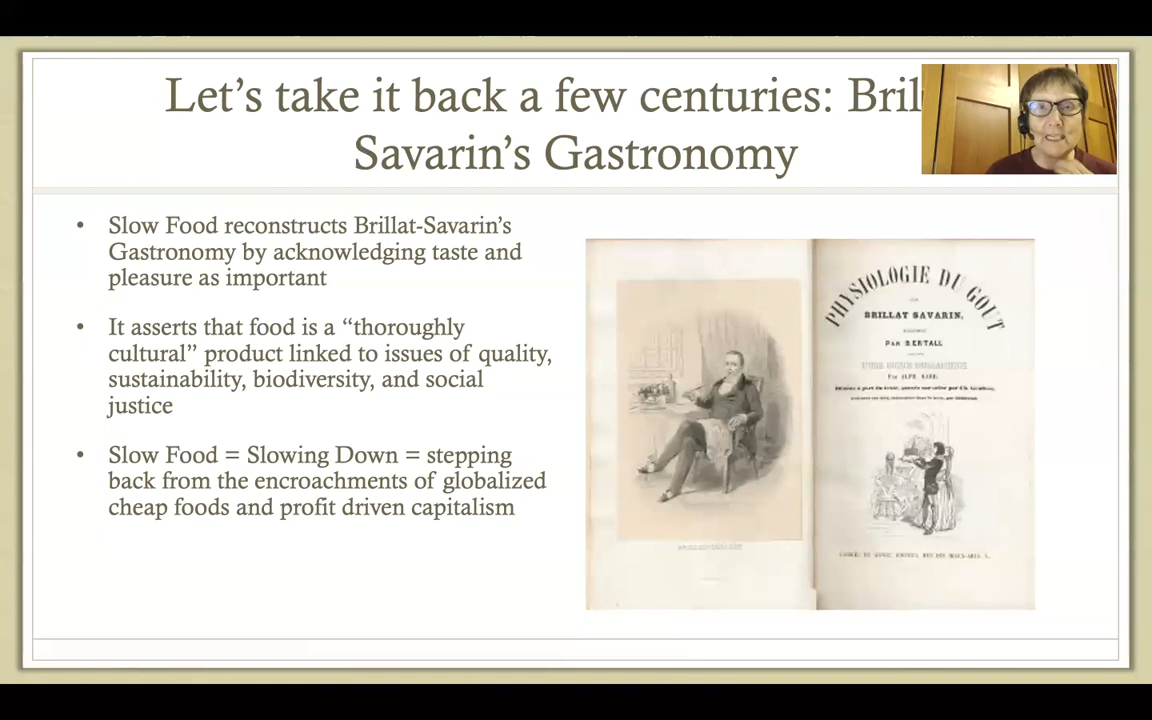 Let’s take it back a few centuries: Bril
Savarin’s Gastronomy
• Slow Food reconstructs Brillat-Savarin’s
Gastronomy by acknowledging taste and
pleasure as important
• It asserts that food is a “thoroughly
cultural” product linked to issues of quality,
sustainability, biodiversity, and social
justice
• Slow Food = Slowing Down = stepping
back from the encroachments of globalized
cheap foods and profit driven capitalism
PHYSIOLOGIE DU GOUT
BRILLAT SAVARIN,
PAR BERTALL